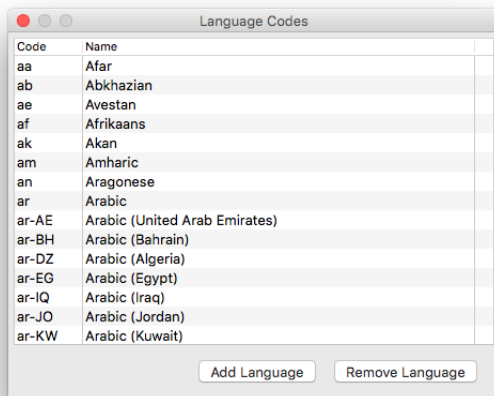 Language Codes
Code Name
aa Afar
ab Abkhazian
ae Avestan
af Afrikaans
ak Akan
am Amharic
an Aragonese
ar Arabic
ar-AE Arabic (United Arab Emirates)
ar-BH Arabic (Bahrain)
ar-DZ Arabic (Algeria)
ar-EG Arabic (Egypt)
ar-IQ Arabic (Iraq)
ar-JO Arabic (Jordan)
ar-KW Arabic (Kuwait)
Add Language Remove Language